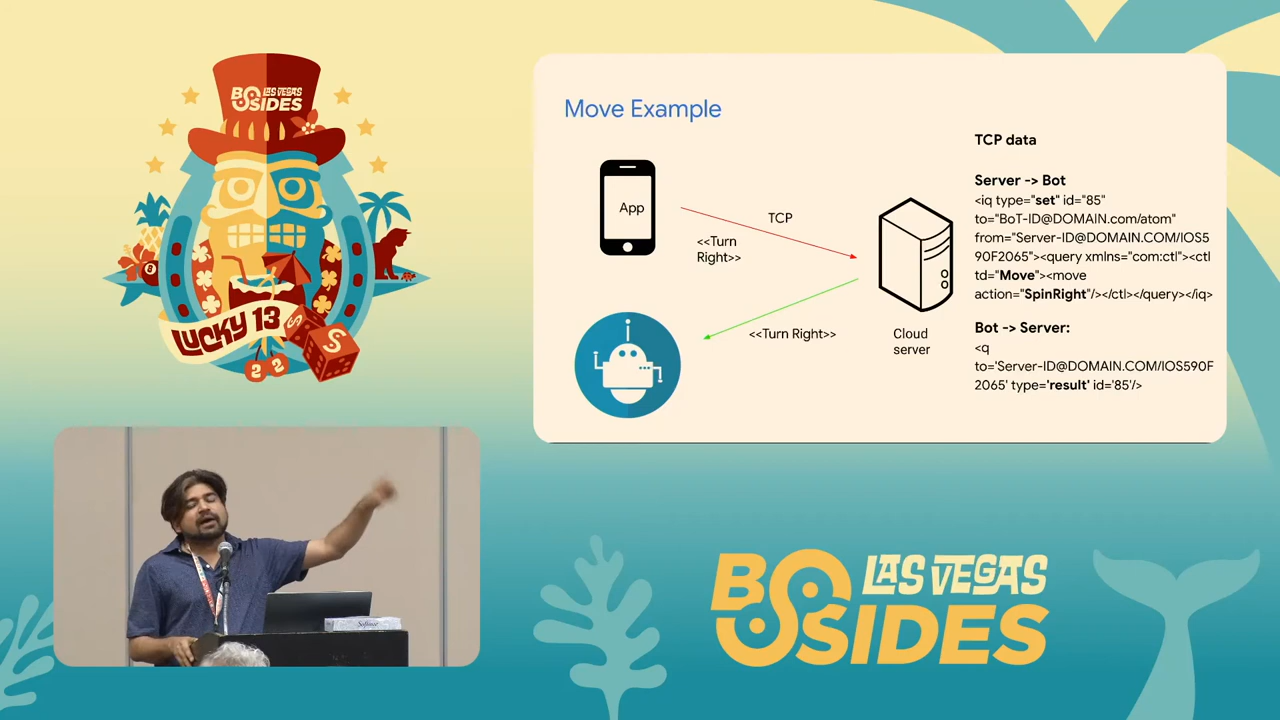 BSIDES LAS VEGAS
LUCKY 13
S
S
2 2
8
Move Example
App
TCP
<<Turn
Right>>
<<Turn Right>>
Cloud
server
TCP data
Server -> Bot
<iq type="set" id="85"
to="BoT-ID@DOMAIN.com/atom"
from="Server-ID@DOMAIN.COM/IOS5
90F2065"><query xmlns="com:ctl"><ctl
td="Move"><move
action="SpinRight"/></ctl></query></iq>
Bot -> Server:
<q
to='Server-ID@DOMAIN.COM/IOS590F
2065' type='result' id='85'/>
BSIDES LAS VEGAS